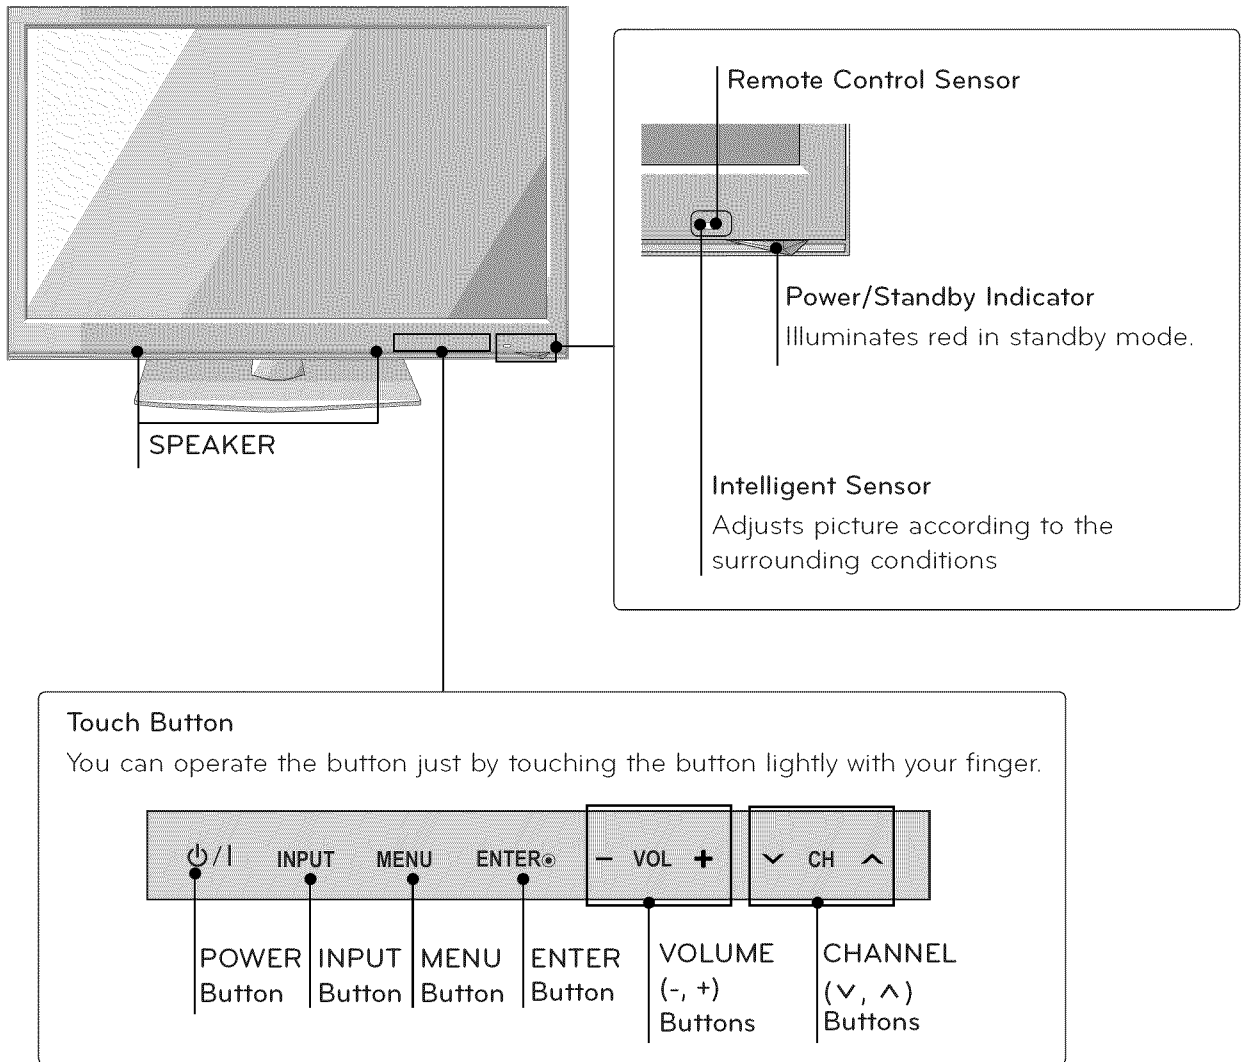 Remote Control Sensor
Power/Standby Indicator
Illuminates red in standby mode.
SPEAKER
Intelligent Sensor
Adjusts picture according to the
surrounding conditions
Touch Button
You can operate the button just by touching the button lightly with your finger.
⏻/I INPUT MENU ENTER◉ − VOL + ∨ CH ∧
POWER
Button
INPUT
Button
MENU
Button
ENTER
Button
VOLUME
(-, +)
Buttons
CHANNEL
(∨, ∧)
Buttons